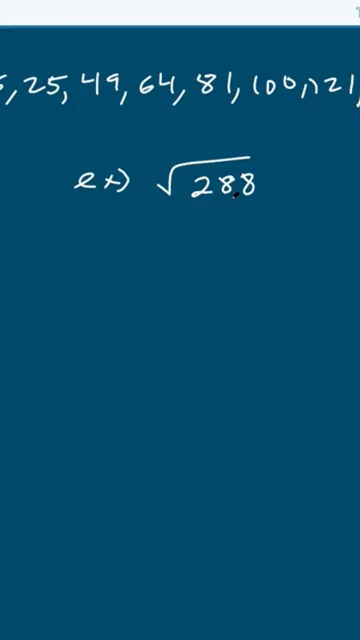 25, 49, 64, 81, 100, 121,
ex) √288